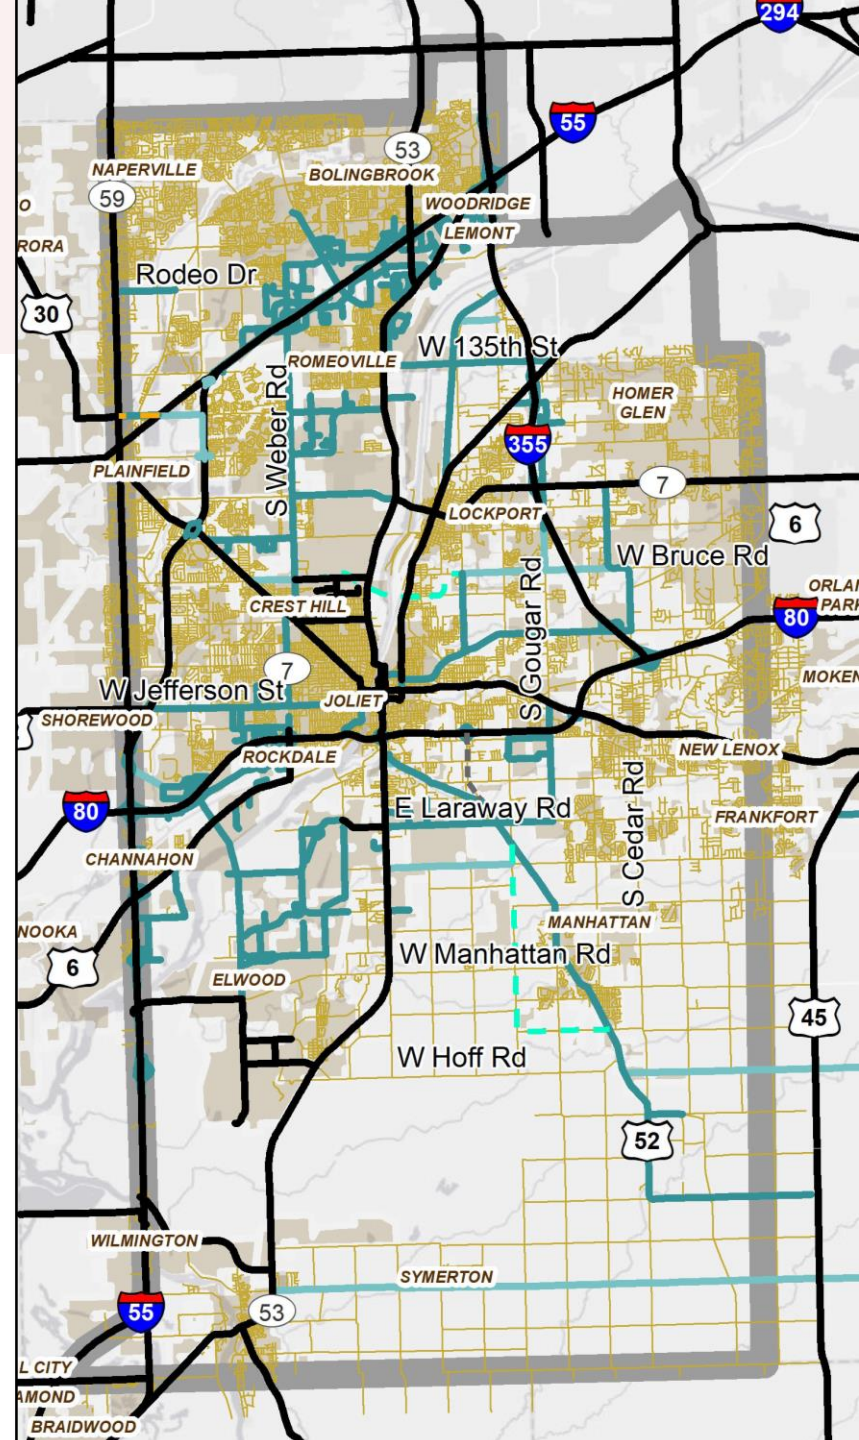 294
55
53
NAPERVILLE
BOLINGBROOK
59
WOODRIDGE
O
LEMONT
RORA
Rodeo Dr
30
W 135th St
ROMEOVILLE
HOMER
GLEN
S Weber Rd
355
PLAINFIELD
7
LOCKPORT
6
W Bruce Rd
S Gougar Rd
ORLAN
PARK
CREST HILL
80
7
W Jefferson St
MOKEN
JOLIET
SHOREWOOD
NEW LENOX
ROCKDALE
80
E Laraway Rd
S Cedar Rd
FRANKFORT
CHANNAHON
MANHATTAN
NOOKA
W Manhattan Rd
6
ELWOOD
45
W Hoff Rd
52
WILMINGTON
SYMERTON
55
53
L CITY
AMOND
BRAIDWOOD